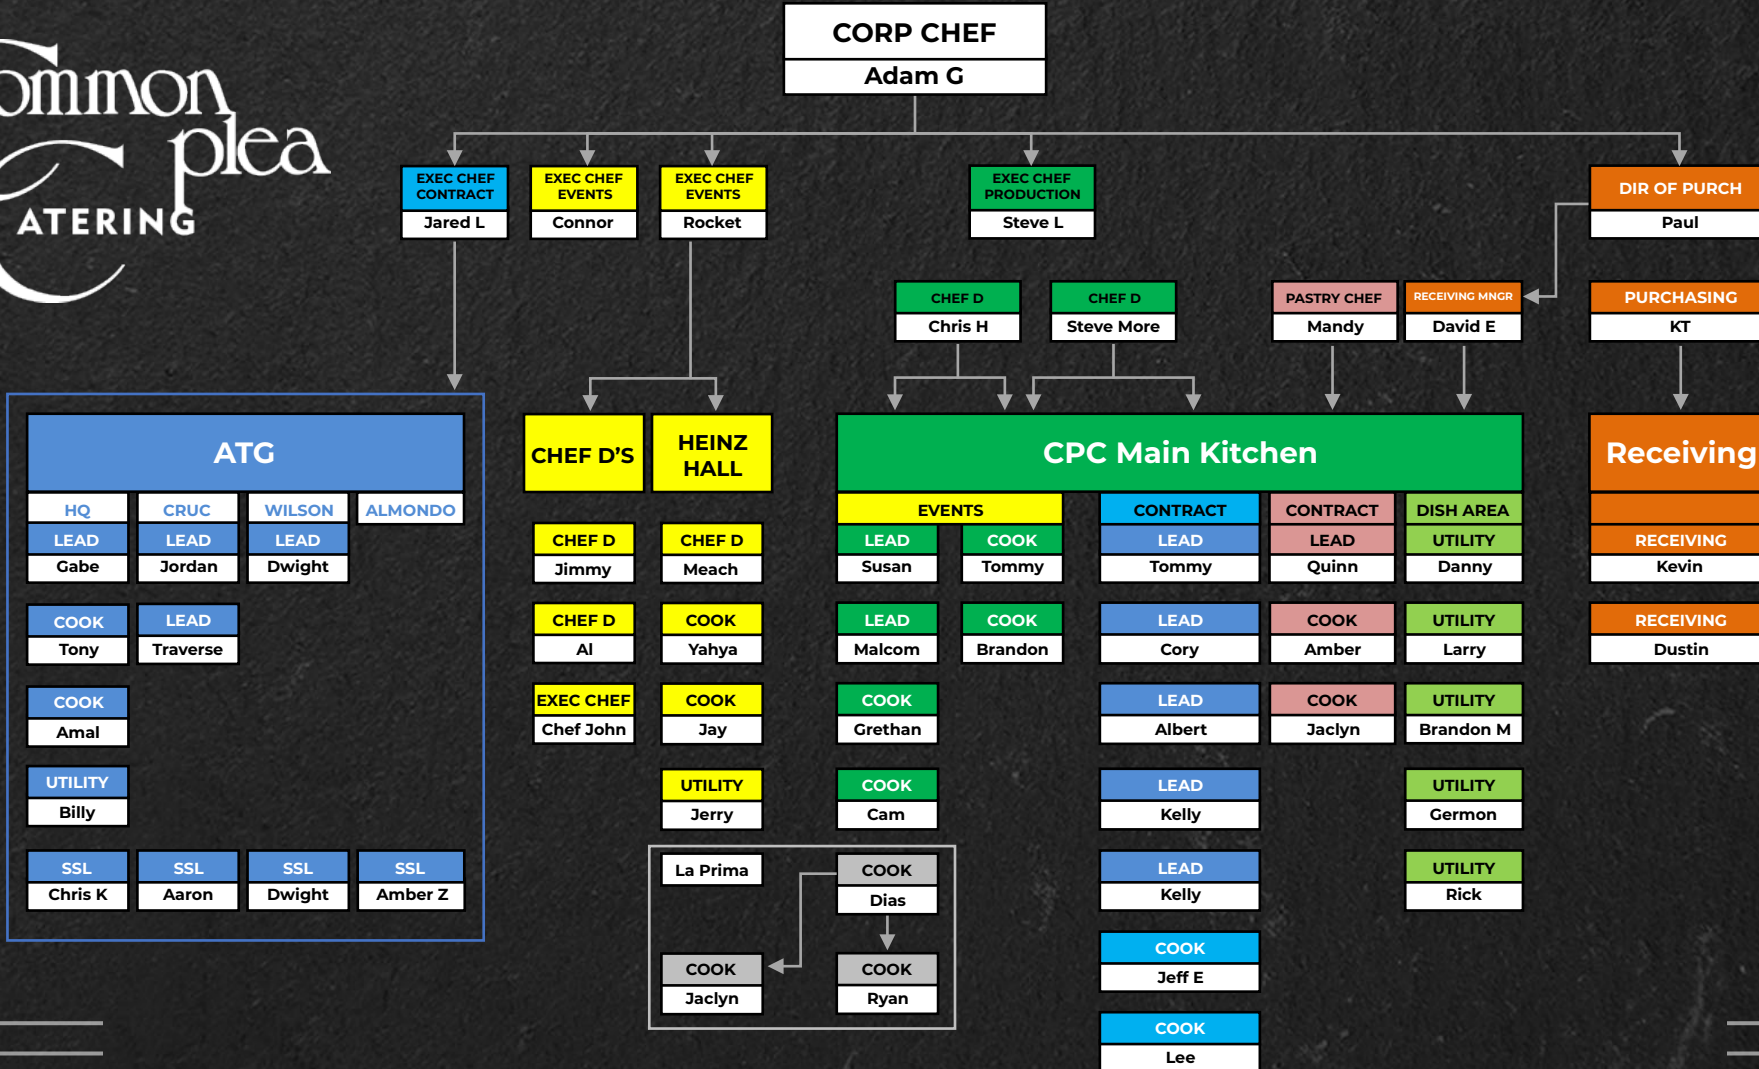 CORP CHEF
Adam G
ommon
plea
ATERING
EXEC CHEF
CONTRACT
Jared L
EXEC CHEF
EVENTS
Connor
EXEC CHEF
EVENTS
Rocket
EXEC CHEF
PRODUCTION
Steve L
DIR OF PURCH
Paul
CHEF D
Chris H
CHEF D
Steve More
PASTRY CHEF
Mandy
RECEIVING MNGR
David E
PURCHASING
KT
ATG
HQ
LEAD
Gabe
COOK
Tony
COOK
Amal
UTILITY
Billy
SSL
Chris K
CRUC
LEAD
Jordan
LEAD
Traverse
SSL
Aaron
WILSON
LEAD
Dwight
SSL
Dwight
ALMONDO
SSL
Amber Z
CHEF D'S
CHEF D
Jimmy
CHEF D
Al
EXEC CHEF
Chef John
HEINZ
HALL
CHEF D
Meach
COOK
Yahya
COOK
Jay
UTILITY
Jerry
CPC Main Kitchen
EVENTS
LEAD
Susan
LEAD
Malcom
COOK
Grethan
COOK
Cam
COOK
Tommy
COOK
Brandon
La Prima
COOK
Dias
COOK
Jaclyn
COOK
Ryan
CONTRACT
LEAD
Tommy
LEAD
Cory
LEAD
Albert
LEAD
Kelly
LEAD
Kelly
COOK
Jeff E
COOK
Lee
CONTRACT
LEAD
Quinn
COOK
Amber
COOK
Jaclyn
DISH AREA
UTILITY
Danny
UTILITY
Larry
UTILITY
Brandon M
UTILITY
Germon
UTILITY
Rick
Receiving
RECEIVING
Kevin
RECEIVING
Dustin